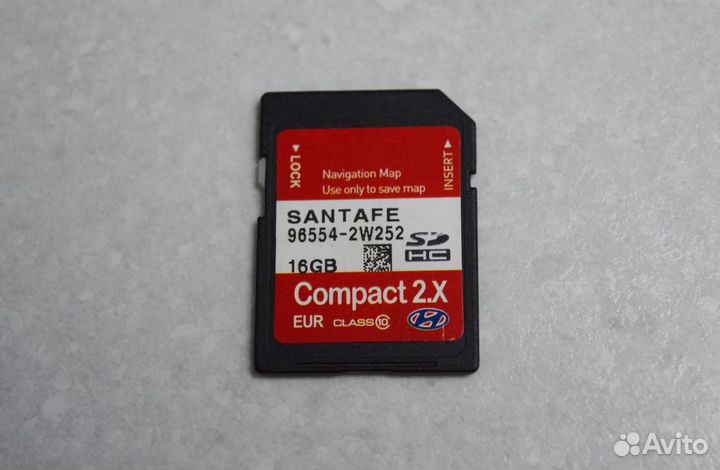 LOCK
INSERT
Navigation Map
Use only to save map
SANTAFE
96554-2W252
SD
HC
16GB
Compact 2.X
EUR CLASS 10
Avito